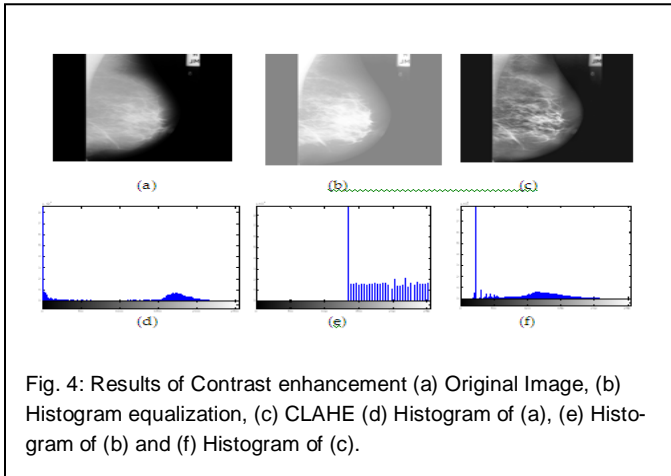 (a) (b) (c)
(d) (e) (f)
Fig. 4: Results of Contrast enhancement (a) Original Image, (b)
Histogram equalization, (c) CLAHE (d) Histogram of (a), (e) Histo-
gram of (b) and (f) Histogram of (c).